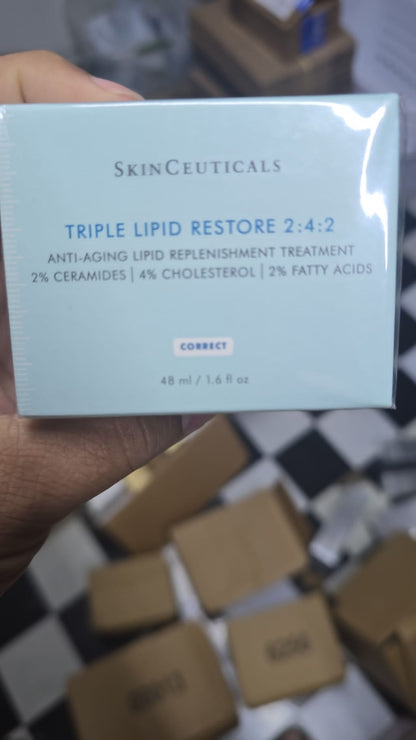 SKINCEUTICALS
TRIPLE LIPID RESTORE 2:4:2
ANTI-AGING LIPID REPLENISHMENT TREATMENT
2% CERAMIDES | 4% CHOLESTEROL | 2% FATTY ACIDS
CORRECT
48 ml / 1.6 fl oz